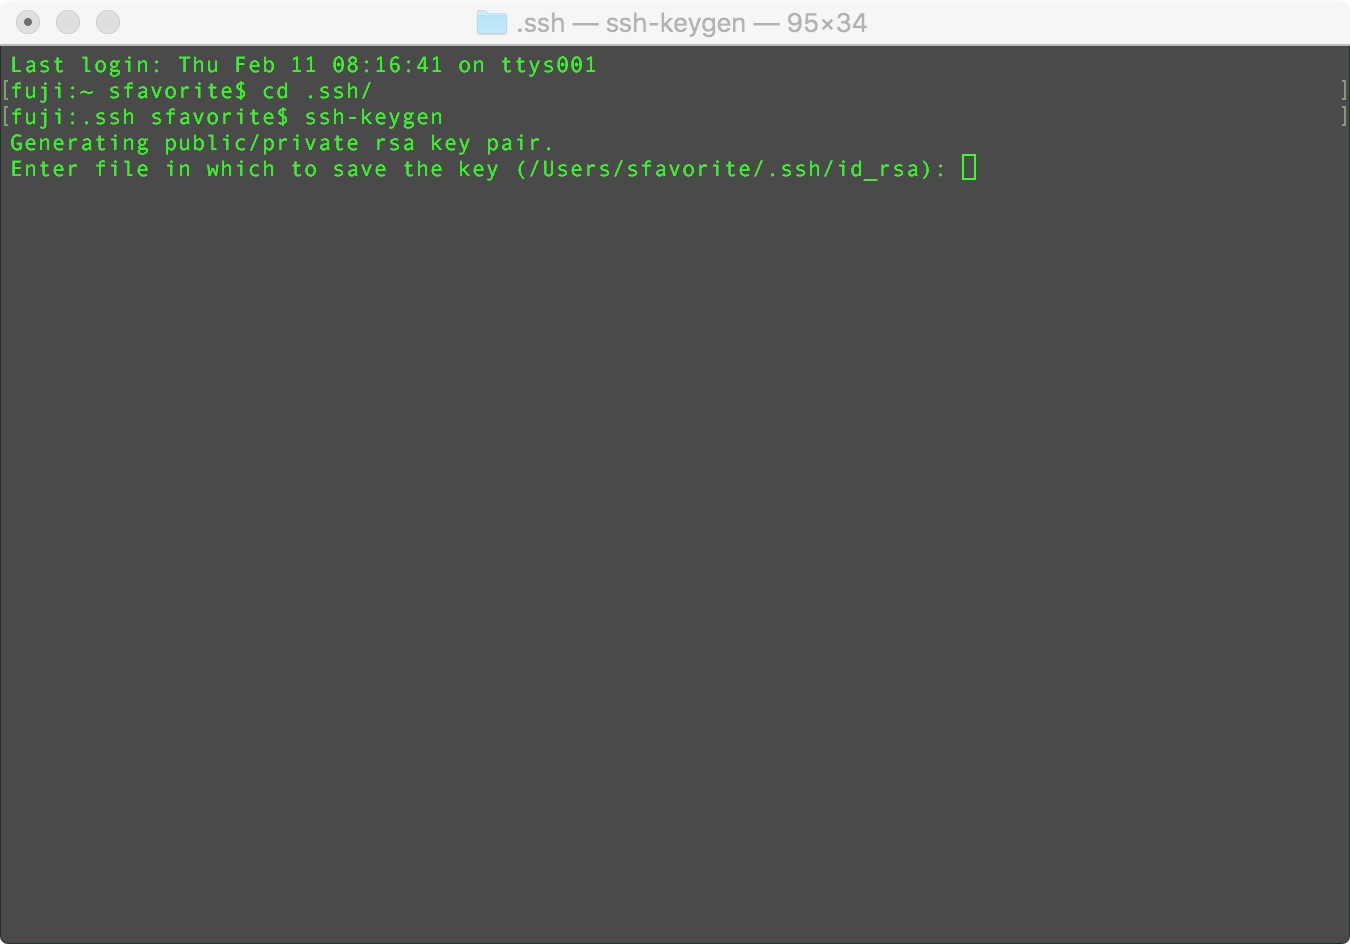 .ssh — ssh-keygen — 95×34
Last login: Thu Feb 11 08:16:41 on ttys001
[fuji:~ sfavorite$ cd .ssh/ ]
[fuji:.ssh sfavorite$ ssh-keygen ]
Generating public/private rsa key pair.
Enter file in which to save the key (/Users/sfavorite/.ssh/id_rsa):